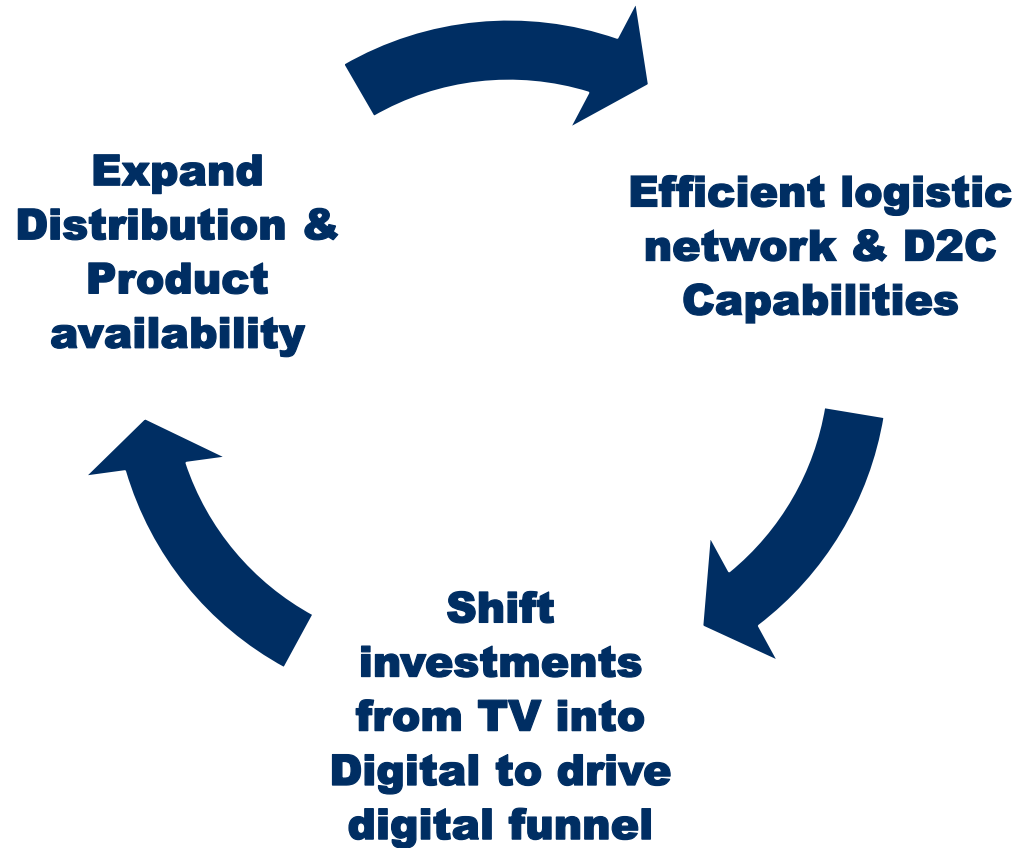 Expand
Distribution &
Product
availability
Efficient logistic
network & D2C
Capabilities
Shift
investments
from TV into
Digital to drive
digital funnel